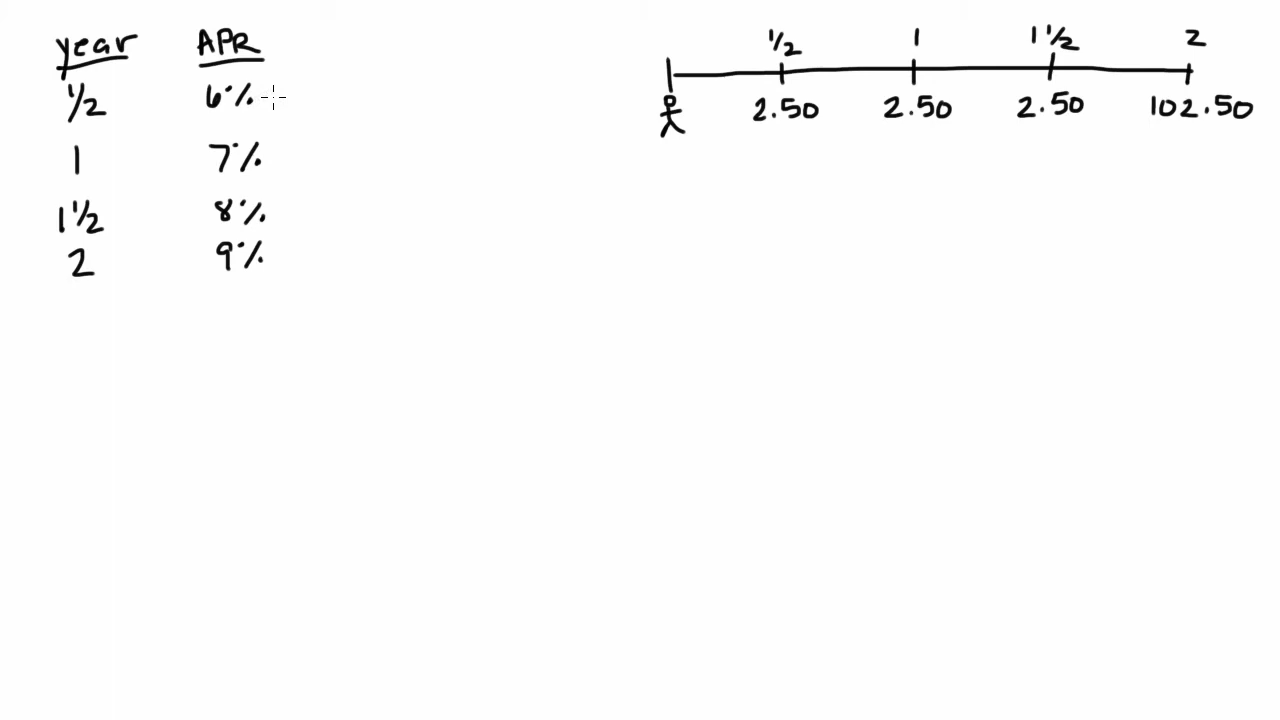 year APR
1/2 6%
1 7%
1 1/2 8%
2 9%
1/2 1 1 1/2 2
2.50 2.50 2.50 102.50